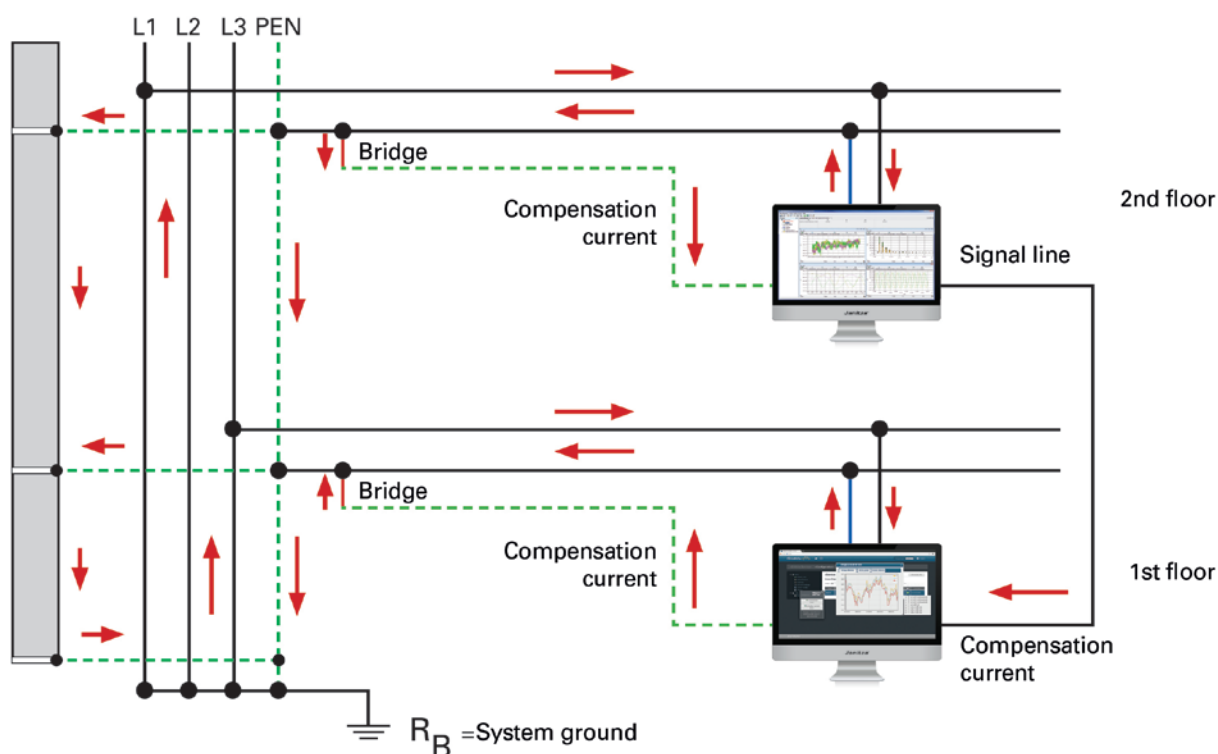 L1 L2 L3 PEN
Bridge
Compensation
current
2nd floor
Signal line
Bridge
Compensation
current
1st floor
Compensation
current
RB =System ground